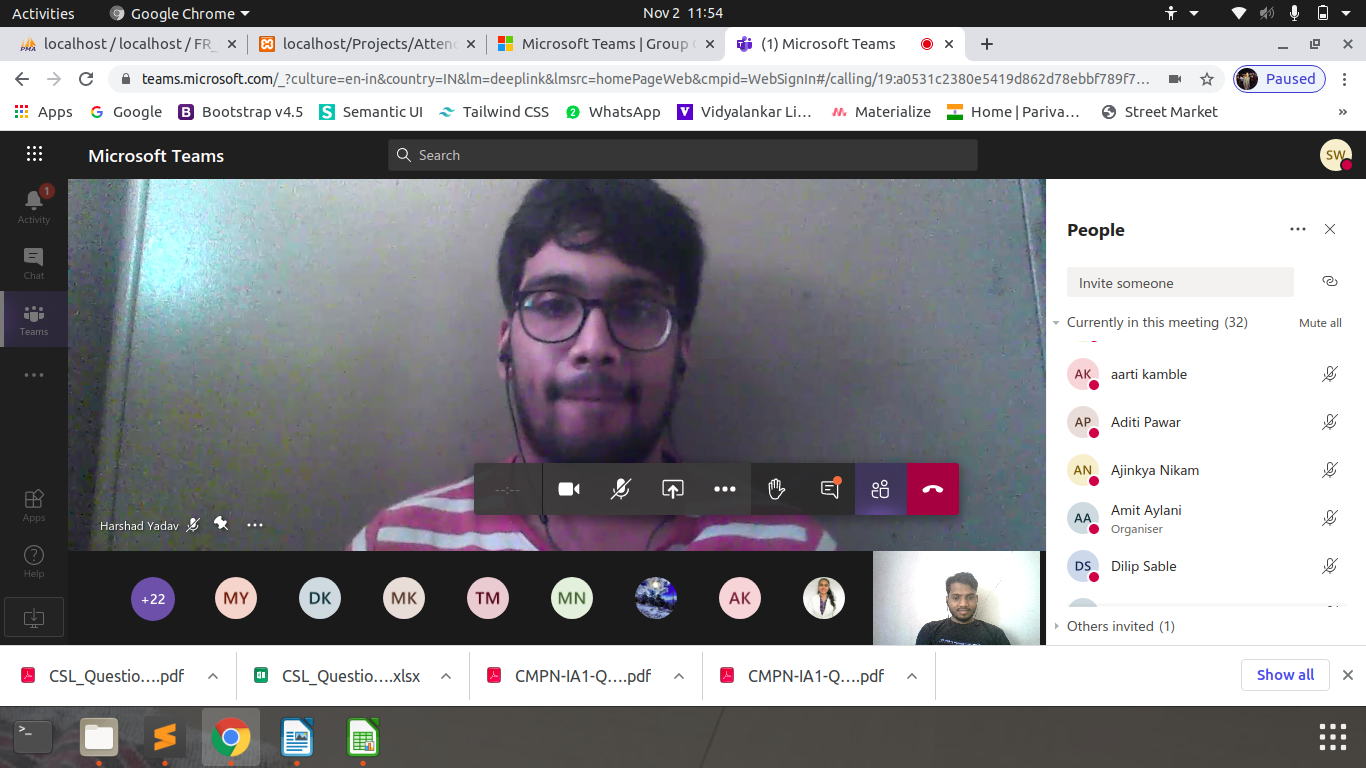 Activities Google Chrome Nov 2 11:54
localhost / localhost / FR_ localhost/Projects/Atten Microsoft Teams | Group (1) Microsoft Teams
teams.microsoft.com/_?culture=en-in&country=IN&lm=deeplink&lmsrc=homePageWeb&cmpid=WebSignIn#/calling/19:a0531c2380e5419d862d78ebbf789f7... Paused
Apps Google Bootstrap v4.5 Semantic UI Tailwind CSS WhatsApp Vidyalankar Li... Materialize Home | Pariva... Street Market »
Microsoft Teams Search SW
1
Activity
Chat
Teams
Apps
Help
Harshad Yadav
--:--
+22 MY DK MK TM MN AK
People
Invite someone
Currently in this meeting (32) Mute all
AK aarti kamble
AP Aditi Pawar
AN Ajinkya Nikam
AA Amit Aylani
Organiser
DS Dilip Sable
Others invited (1)
CSL_Questio....pdf CSL_Questio....xlsx CMPN-IA1-Q....pdf CMPN-IA1-Q....pdf Show all